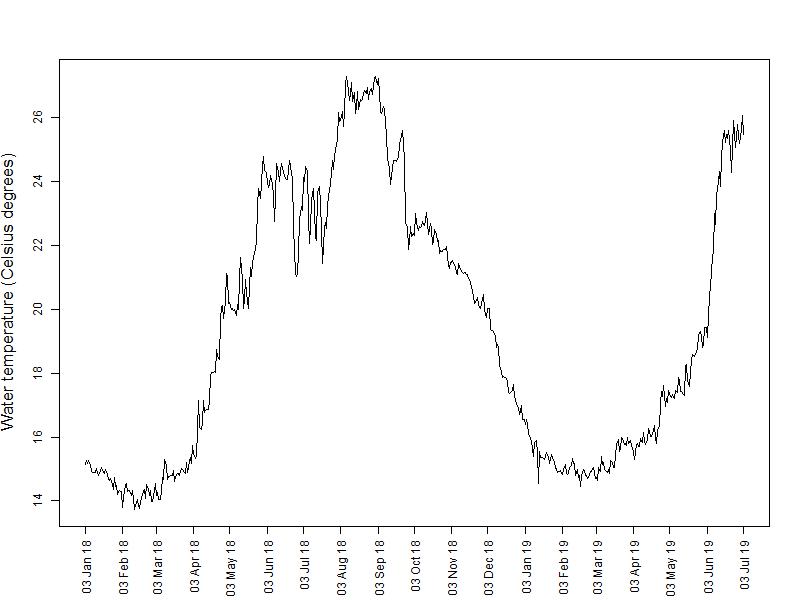 Water temperature (Celsius degrees)
26
24
22
20
18
16
14
03 Jan 18
03 Feb 18
03 Mar 18
03 Apr 18
03 May 18
03 Jun 18
03 Jul 18
03 Aug 18
03 Sep 18
03 Oct 18
03 Nov 18
03 Dec 18
03 Jan 19
03 Feb 19
03 Mar 19
03 Apr 19
03 May 19
03 Jun 19
03 Jul 19